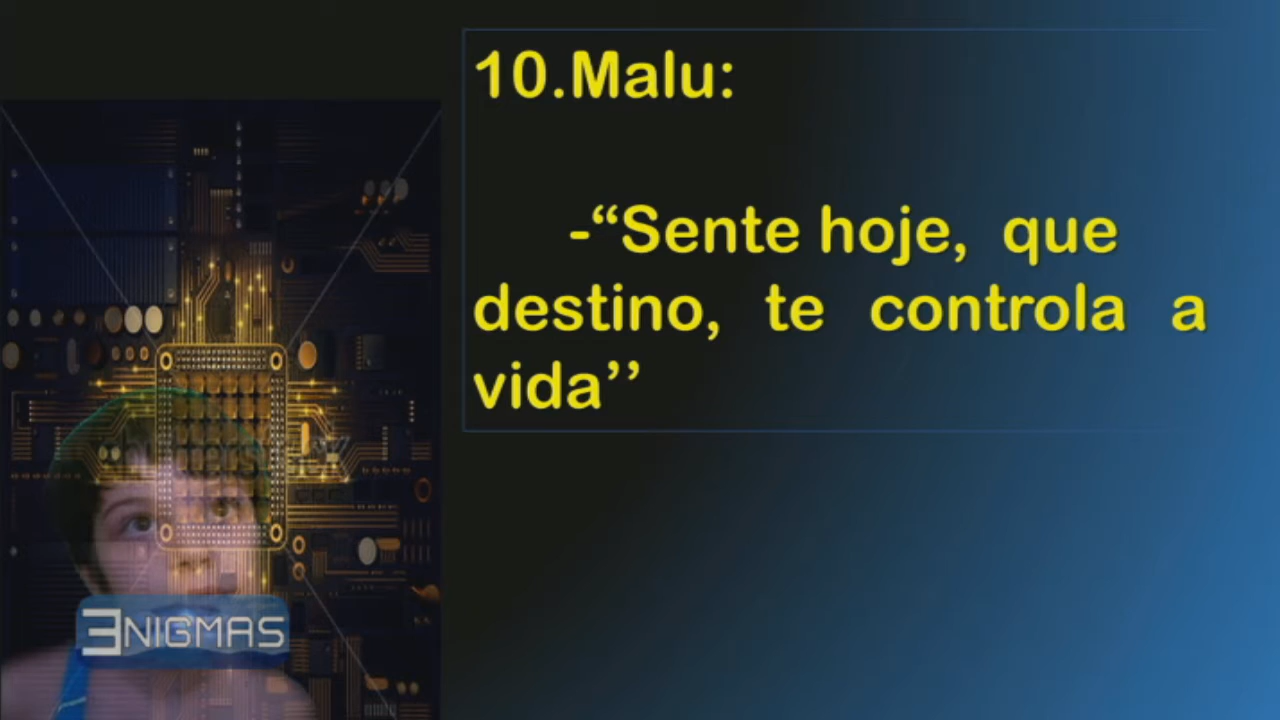 10.Malu:
-“Sente hoje, que
destino, te controla a
vida’’
ENIGMAS